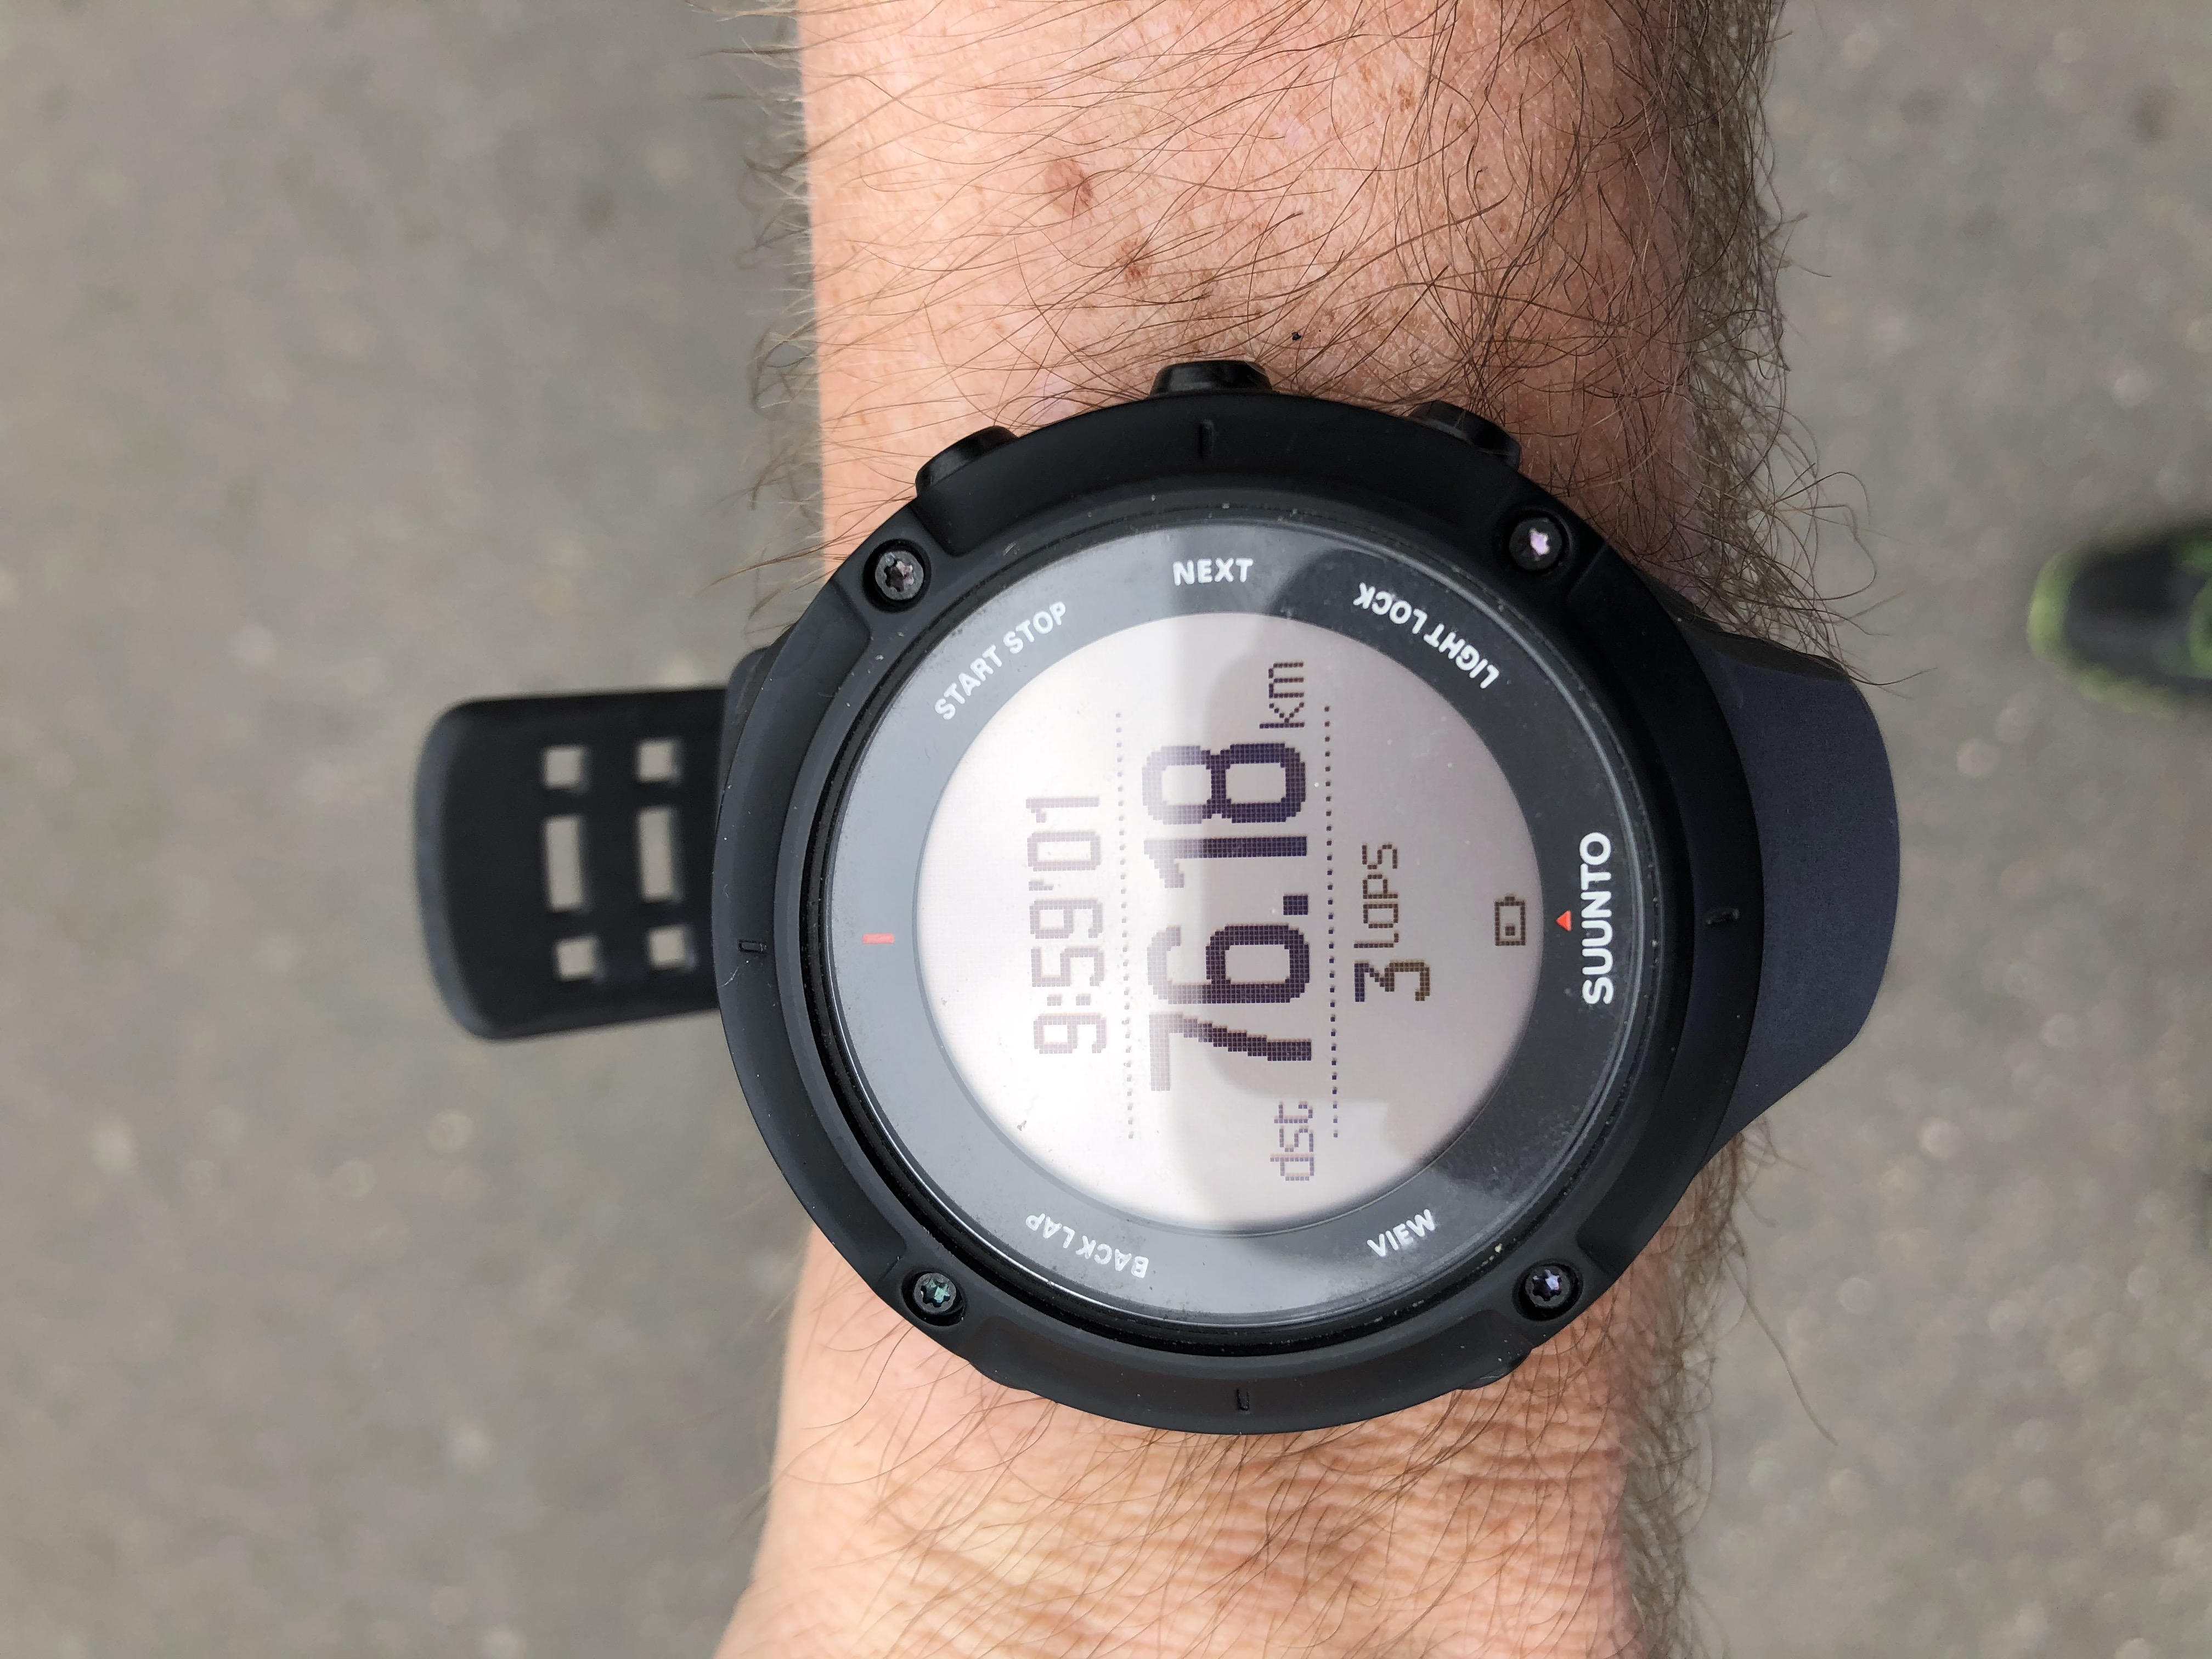 START STOP
BACK LAP
9:59'01
76.18
dst
km
NEXT
3 laps
VIEW
LIGHT LOCK
SUUNTO